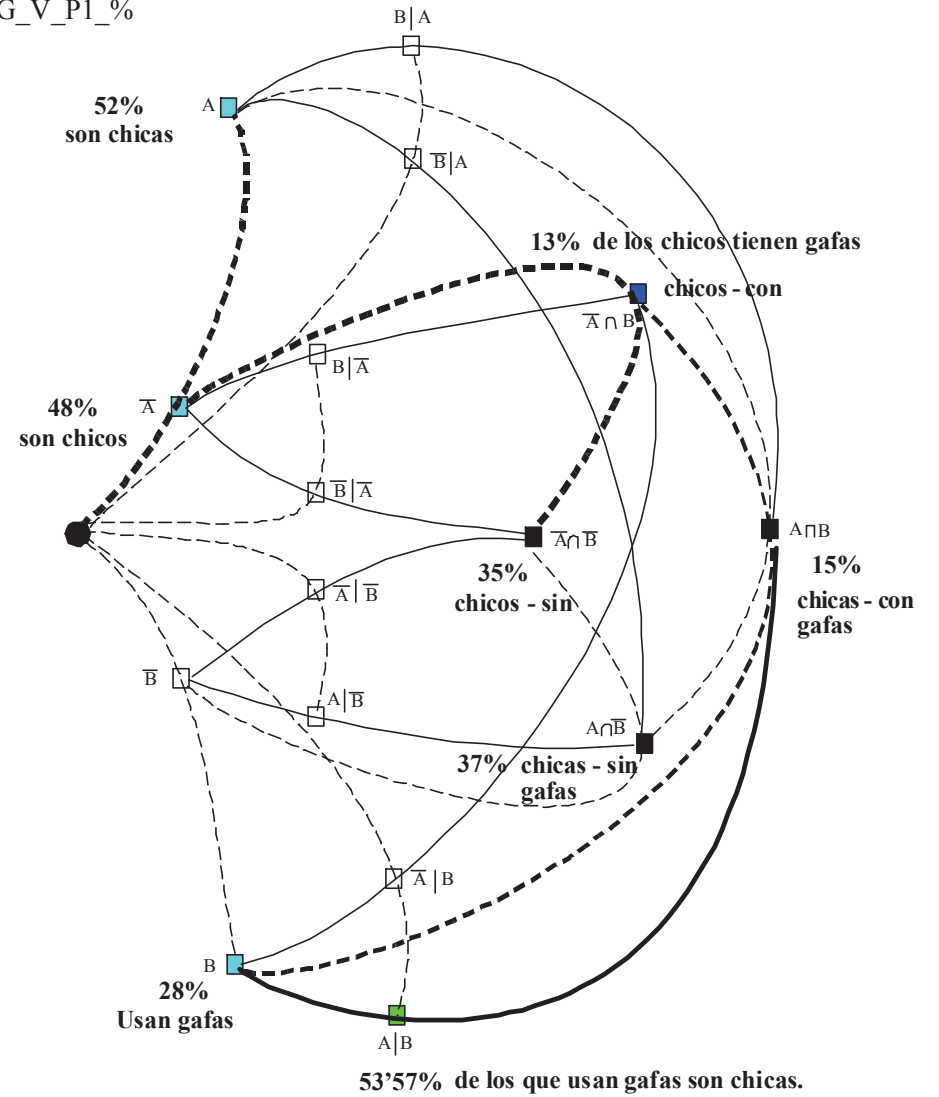 G_V_P1_%
B|A
52%
son chicas
A
B̅|A
13% de los chicos tienen gafas
chicos - con
A̅ ∩ B
B|A̅
48%
son chicos
A̅
B̅|A̅
A̅∩B̅
A⊓B
35%
chicos - sin
15%
chicas - con
gafas
A̅|B̅
B̅
A|B̅
A∩B̅
37% chicas - sin
gafas
A̅|B
B
28%
Usan gafas
A|B
53’57% de los que usan gafas son chicas.